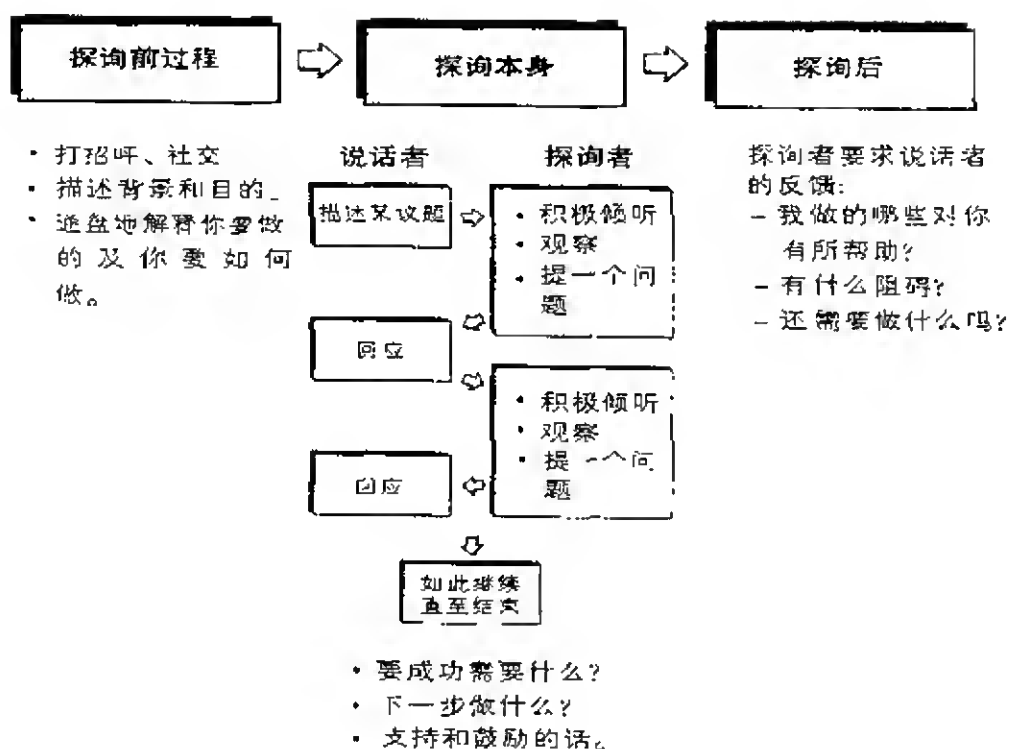 探询前过程
探询本身
探询后
• 打招呼、社交
• 描述背景和目的。
• 通盘地解释你要做
的及你要如何
做。
说话者
探询者
描述某议题
• 积极倾听
• 观察
• 提一个问
题
回应
• 积极倾听
• 观察
• 提一个问
题
回应
如此继续
直至结束
• 要成功需要什么?
• 下一步做什么?
• 支持和鼓励的话。
探询者要求说话者
的反馈:
– 我做的哪些对你
有所帮助?
– 有什么阻碍?
– 还需要做什么吗?